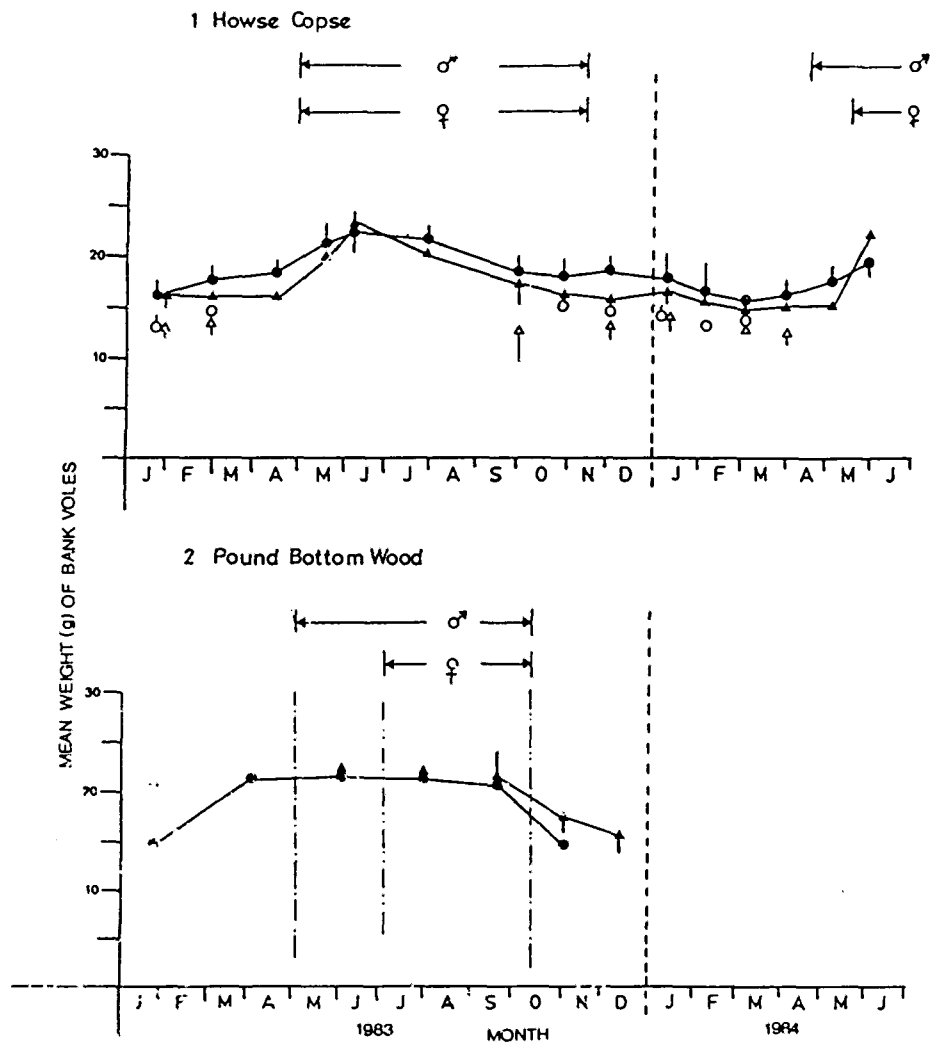 1 Howse Copse
♂ ♂
♀ ♀
30
20
10
J F M A M J J A S O N D J F M A M J
MEAN WEIGHT (g) OF BANK VOLES
2 Pound Bottom Wood
♂
♀
30
20
10
J F M A M J J A S O N D J F M A M J
1983 MONTH 1984